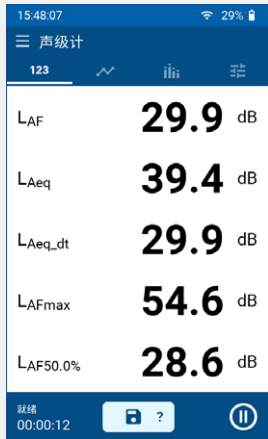 15:48:07 29%
声级计
123
LAF 29.9 dB
LAeq 39.4 dB
LAeq_dt 29.9 dB
LAFmax 54.6 dB
LAF50.0% 28.6 dB
就绪
00:00:12 ?